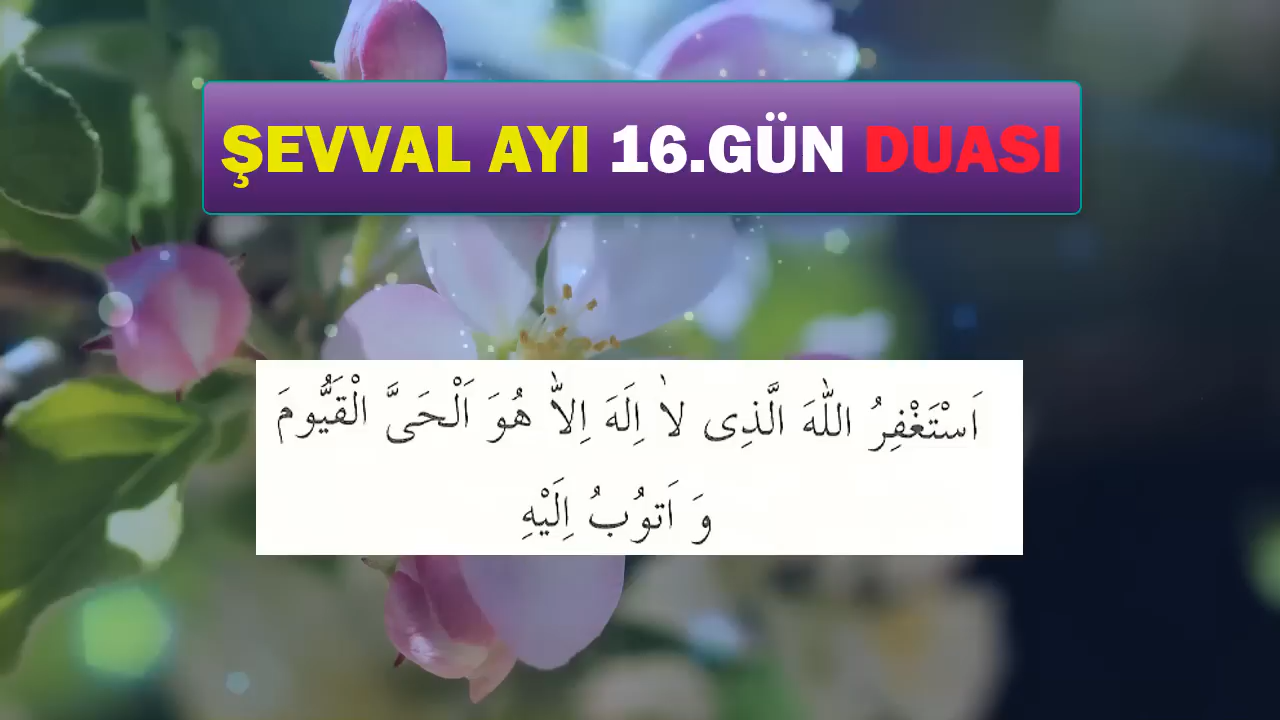 ŞEVVAL AYI 16.GÜN DUASI
اَسْتَغْفِرُ اللّٰهَ الَّذِى لاٰ اِلَهَ اِلاّٰ هُوَ اَلْحَىَّ الْقَيُّومَ
وَ اَتوُبُ اِلَيْهِ